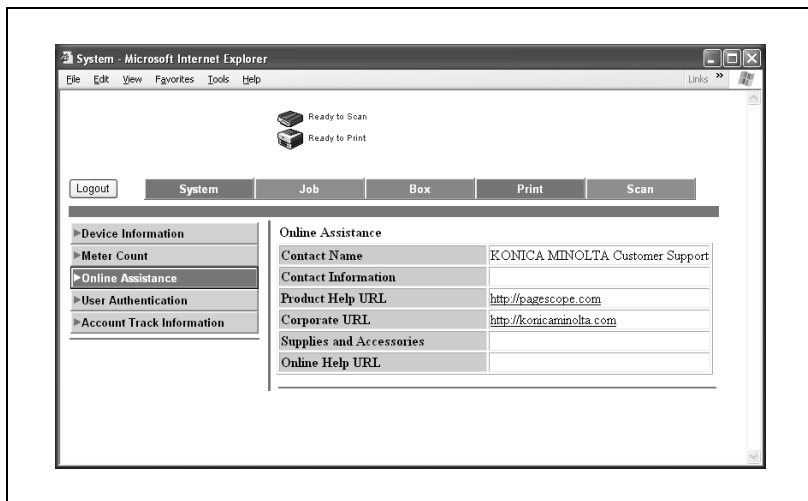 System - Microsoft Internet Explorer
File Edit View Favorites Tools Help Links »
Ready to Scan
Ready to Print
Logout System Job Box Print Scan
Device Information
Meter Count
Online Assistance
User Authentication
Account Track Information
Online Assistance
Contact Name KONICA MINOLTA Customer Support
Contact Information
Product Help URL http://pagescope.com
Corporate URL http://konicaminolta.com
Supplies and Accessories
Online Help URL